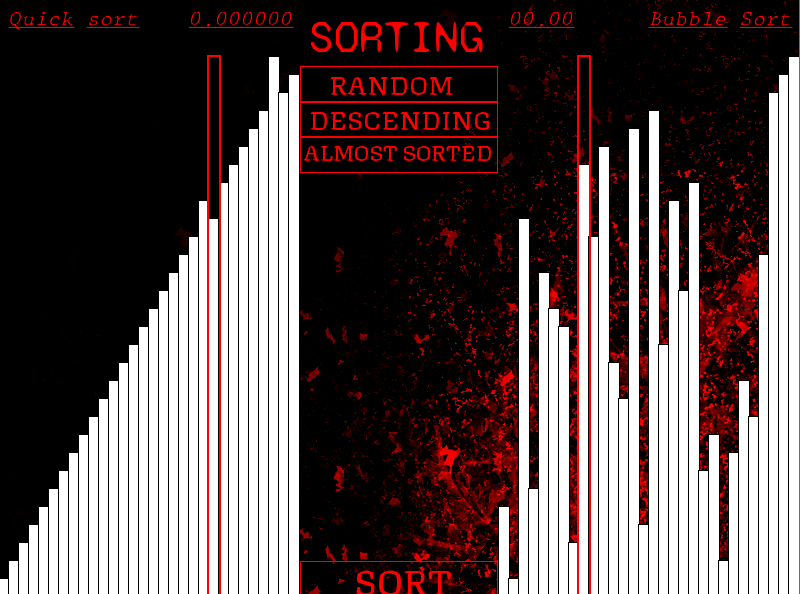 Quick sort 0.000000
SORTING
00.00 Bubble Sort
RANDOM
DESCENDING
ALMOST SORTED
SORT